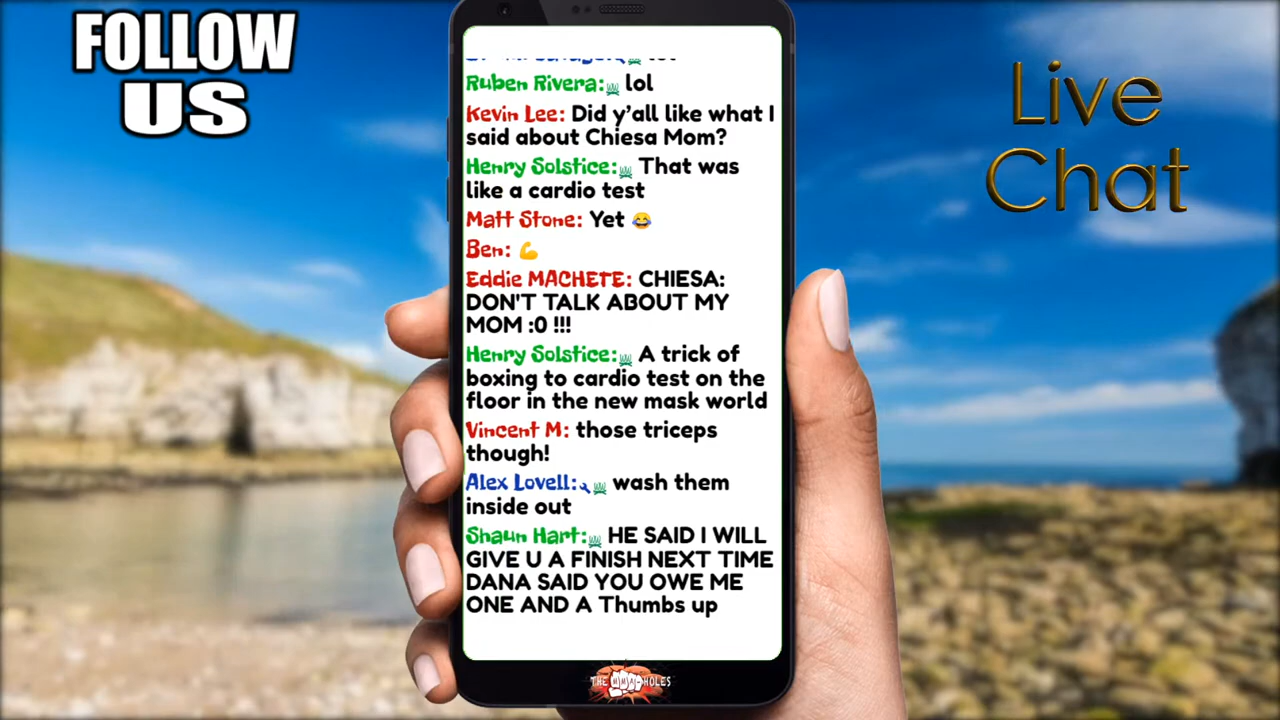 FOLLOW
US
Live
Chat
lol
Ruben Rivera: lol
Kevin Lee: Did y’all like what I
said about Chiesa Mom?
Henry Solstice: That was
like a cardio test
Matt Stone: Yet 😂
Ben: 💪
Eddie MACHETE: CHIESA:
DON'T TALK ABOUT MY
MOM :0 !!!
Henry Solstice: A trick of
boxing to cardio test on the
floor in the new mask world
Vincent M: those triceps
though!
Alex Lovell: wash them
inside out
Shaun Hart: HE SAID I WILL
GIVE U A FINISH NEXT TIME
DANA SAID YOU OWE ME
ONE AND A Thumbs up
THE MMA-HOLES